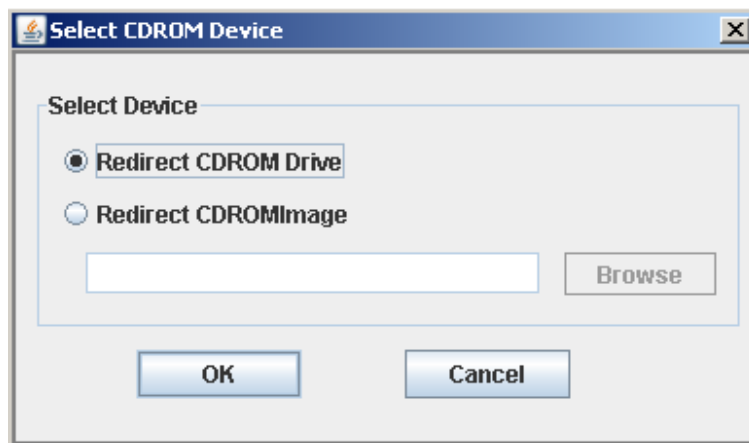 Select CDROM Device
Select Device
Redirect CDROM Drive
Redirect CDROMImage
Browse
OK Cancel